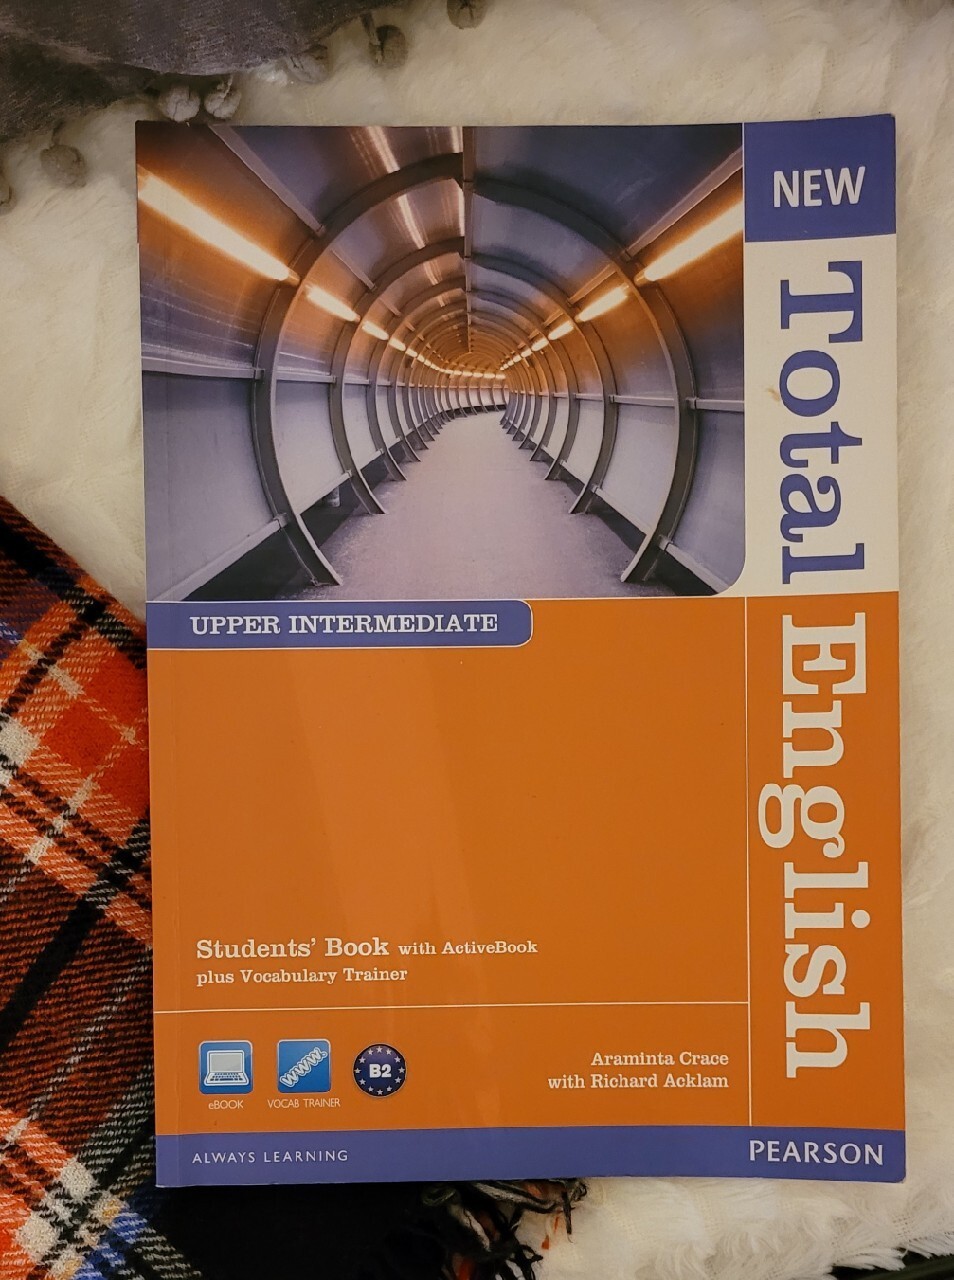 NEW
Total English
UPPER INTERMEDIATE
Students' Book with ActiveBook
plus Vocabulary Trainer
Araminta Crace
with Richard Acklam
www.
B2
eBOOK
VOCAB TRAINER
ALWAYS LEARNING
PEARSON